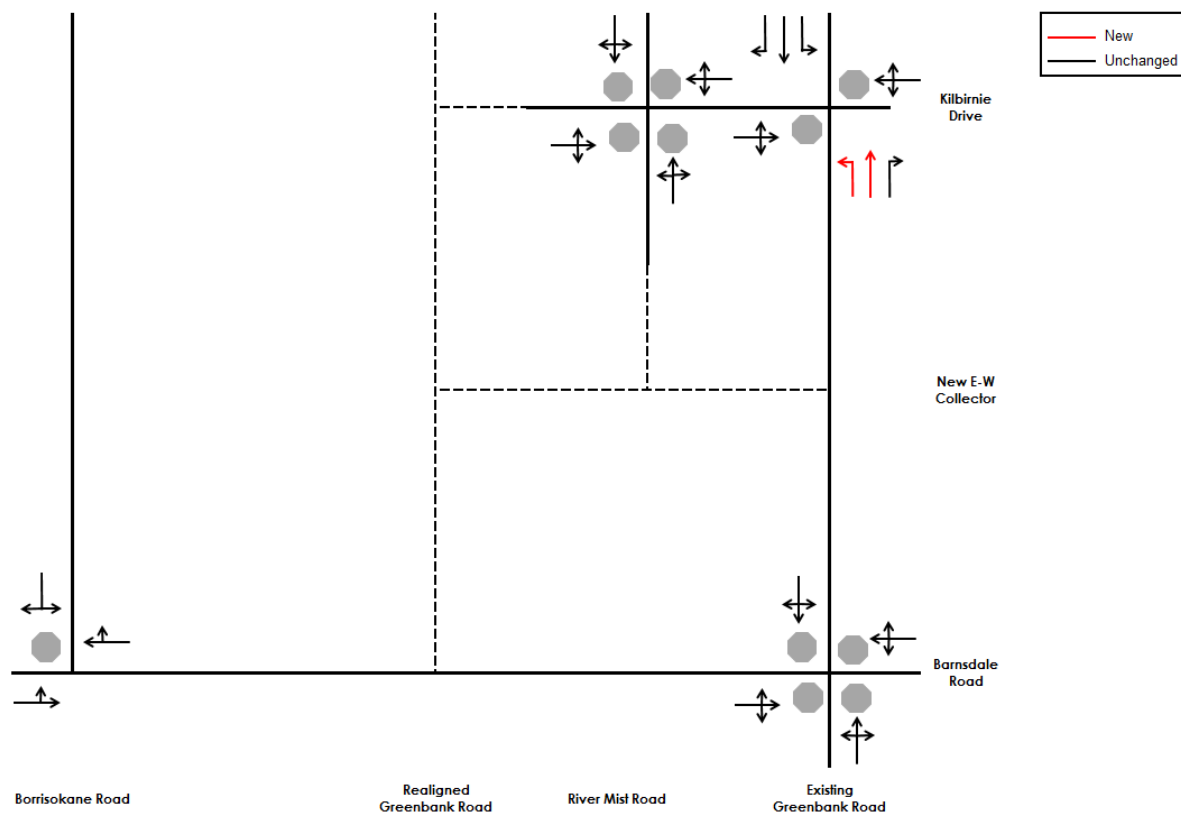 New
Unchanged
Kilbirnie
Drive
New E-W
Collector
Barnsdale
Road
Borrisokane Road
Realigned
Greenbank Road
River Mist Road
Existing
Greenbank Road